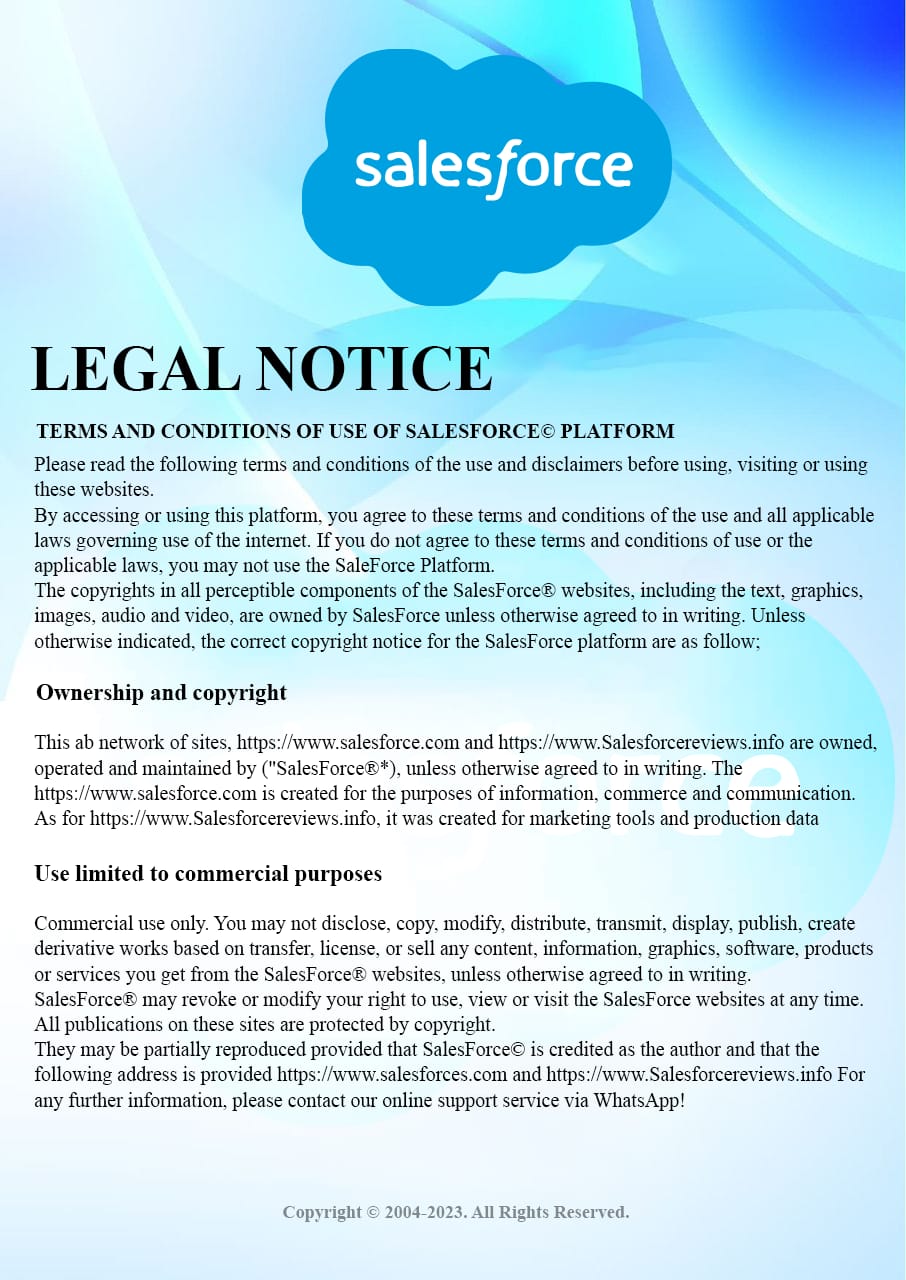 salesforce
LEGAL NOTICE
TERMS AND CONDITIONS OF USE OF SALESFORCE© PLATFORM
Please read the following terms and conditions of the use and disclaimers before using, visiting or using
these websites.
By accessing or using this platform, you agree to these terms and conditions of the use and all applicable
laws governing use of the internet. If you do not agree to these terms and conditions of use or the
applicable laws, you may not use the SaleForce Platform.
The copyrights in all perceptible components of the SalesForce® websites, including the text, graphics,
images, audio and video, are owned by SalesForce unless otherwise agreed to in writing. Unless
otherwise indicated, the correct copyright notice for the SalesForce platform are as follow;
Ownership and copyright
This ab network of sites, https://www.salesforce.com and https://www.Salesforcereviews.info are owned,
operated and maintained by ("SalesForce®*), unless otherwise agreed to in writing. The
https://www.salesforce.com is created for the purposes of information, commerce and communication.
As for https://www.Salesforcereviews.info, it was created for marketing tools and production data
Use limited to commercial purposes
Commercial use only. You may not disclose, copy, modify, distribute, transmit, display, publish, create
derivative works based on transfer, license, or sell any content, information, graphics, software, products
or services you get from the SalesForce® websites, unless otherwise agreed to in writing.
SalesForce® may revoke or modify your right to use, view or visit the SalesForce websites at any time.
All publications on these sites are protected by copyright.
They may be partially reproduced provided that SalesForce© is credited as the author and that the
following address is provided https://www.salesforces.com and https://www.Salesforcereviews.info For
any further information, please contact our online support service via WhatsApp!
Copyright © 2004-2023. All Rights Reserved.